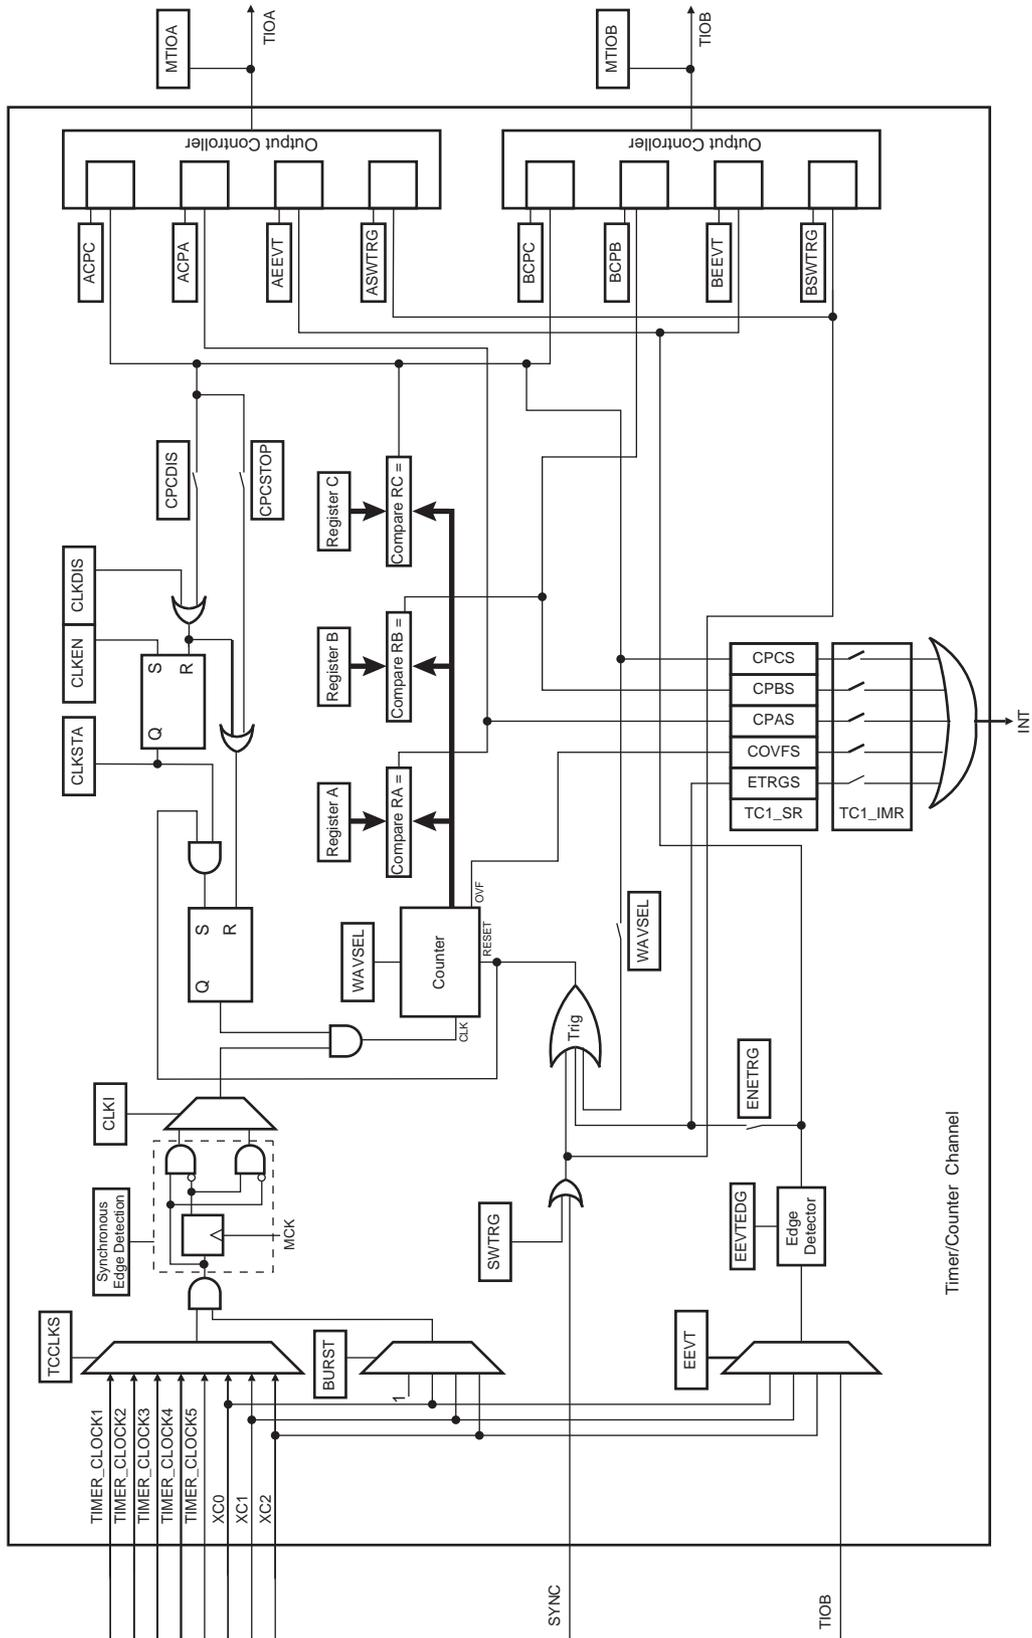 TIMER_CLOCK1
TIMER_CLOCK2
TIMER_CLOCK3
TIMER_CLOCK4
TIMER_CLOCK5
XC0
XC1
XC2
TCCLKS
Synchronous
Edge Detection
MCK
CLKI
BURST
1
Q
S
R
CLKSTA
CLKEN
CLKDIS
Q
S
R
CPCDIS
CPCSTOP
WAVSEL
Counter
CLK
RESET
OVF
Register A
Compare RA =
Register B
Compare RB =
Register C
Compare RC =
ACPC
ACPA
AEEVT
ASWTRG
Output Controller
MTIOA
TIOA
BCPC
BCPB
BEEVT
BSWTRG
Output Controller
MTIOB
TIOB
SYNC
SWTRG
Trig
WAVSEL
TIOB
EEVT
EEVTEDG
Edge
Detector
ENETRG
CPCS
CPBS
CPAS
COVFS
ETRGS
TC1_SR
TC1_IMR
INT
Timer/Counter Channel